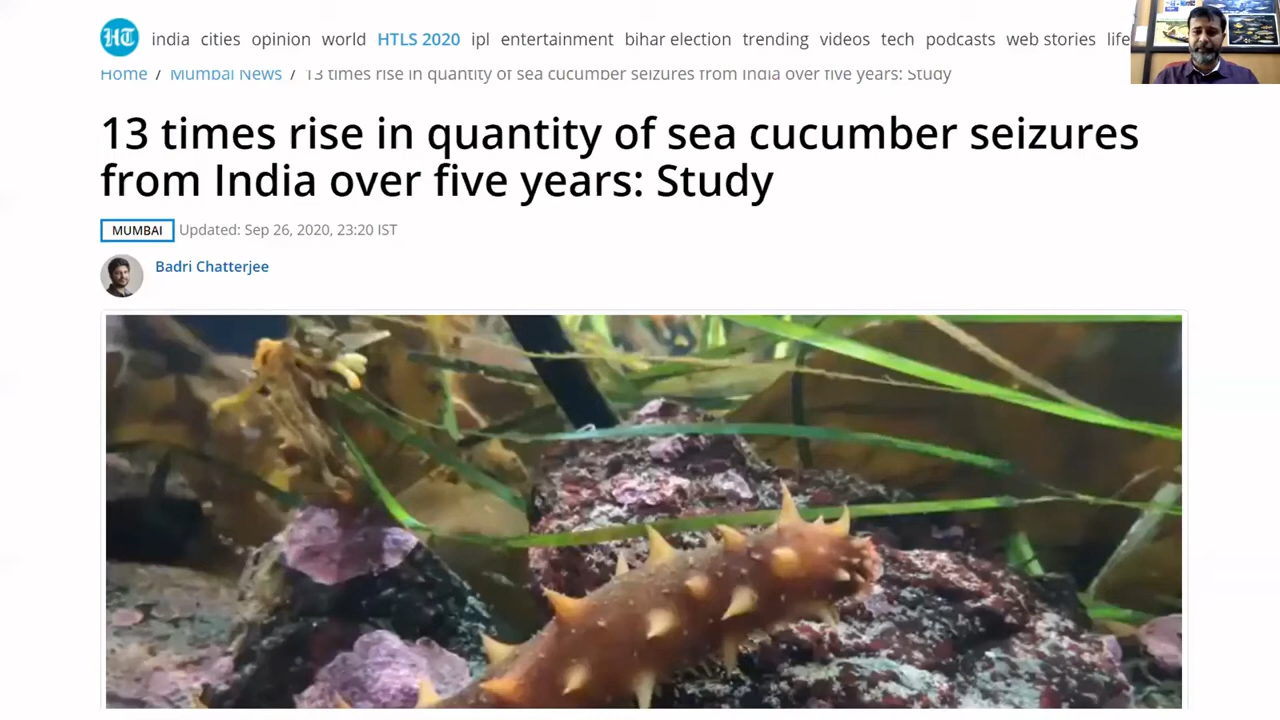 HT india cities opinion world HTLS 2020 ipl entertainment bihar election trending videos tech podcasts web stories life
Home / Mumbai News / 13 times rise in quantity of sea cucumber seizures from India over five years: Study
13 times rise in quantity of sea cucumber seizures
from India over five years: Study
MUMBAI Updated: Sep 26, 2020, 23:20 IST
Badri Chatterjee